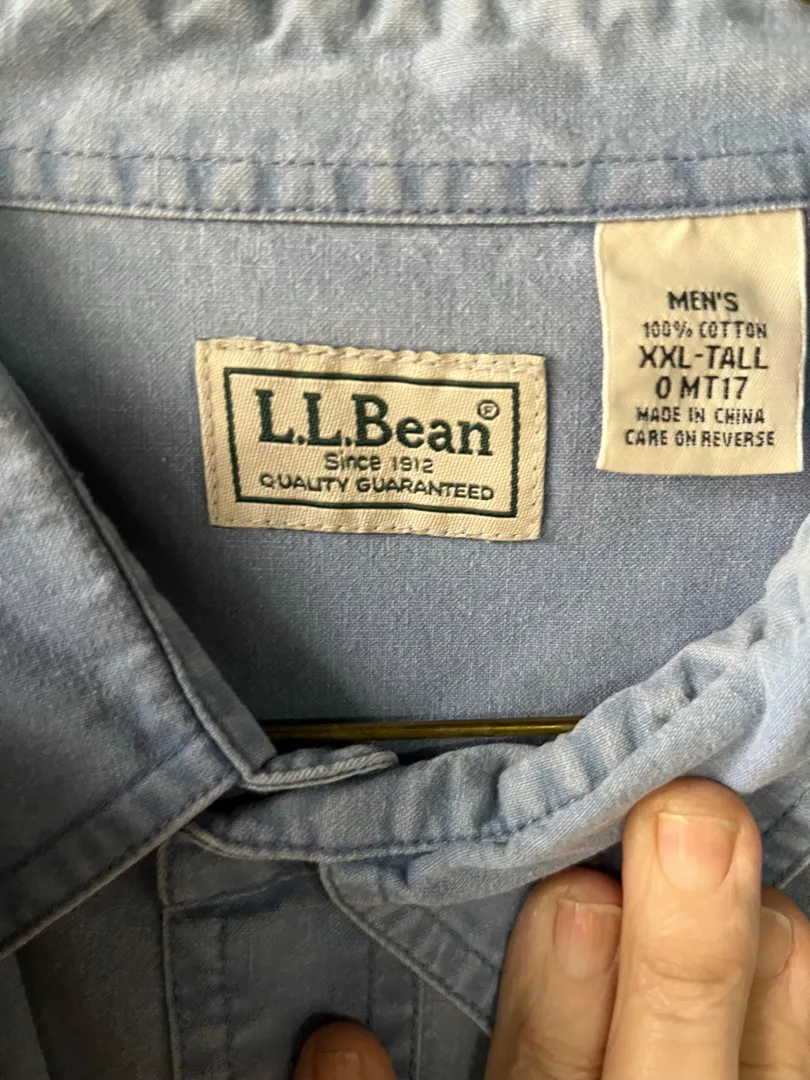 L.L.Bean®
Since 1912
QUALITY GUARANTEED
MEN'S
100% COTTON
XXL-TALL
0 MT17
MADE IN CHINA
CARE ON REVERSE